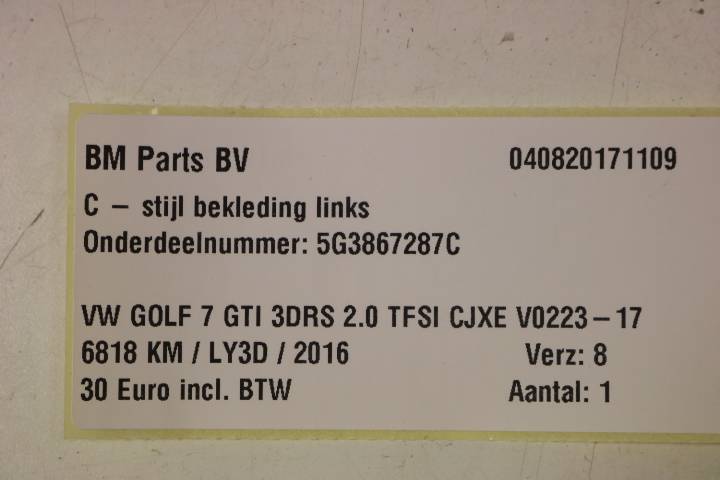 BM Parts BV 040820171109
C - stijl bekleding links
Onderdeelnummer: 5G3867287C
VW GOLF 7 GTI 3DRS 2.0 TFSI CJXE V0223-17
6818 KM / LY3D / 2016 Verz: 8
30 Euro incl. BTW Aantal: 1